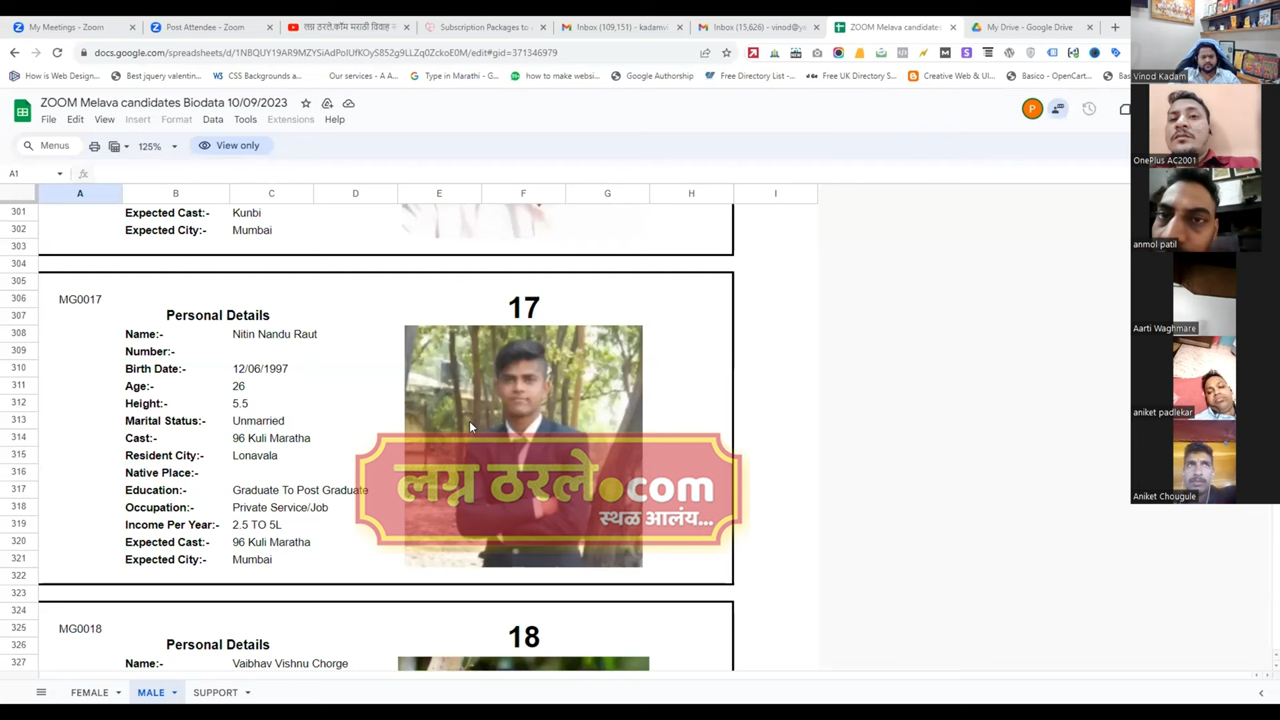 My Meetings - Zoom
Post Attendee - Zoom
लग्न ठरले.कॉम मराठी विवाह
Subscription Packages to
Inbox (109,151) - kadamvi
Inbox (15,626) - vinod@ye
ZOOM Melava candidates
My Drive - Google Drive
docs.google.com/spreadsheets/d/1NBQUY19AR9MZYSiAdPolUfKOyS852g9LLZq0ZckoE0M/edit#gid=371346979
How is Web Design...
Best jquery valentin...
CSS Backgrounds a...
Our services - A A...
Type in Marathi - G...
how to make websi...
Google Authorship
Free Directory List -...
Free UK Directory S...
Creative Web & UI...
Basico - OpenCart...
ZOOM Melava candidates Biodata 10/09/2023
File Edit View Insert Format Data Tools Extensions Help
P
Menus 125% View only
A1 fx
A B C D E F G H I
301 Expected Cast:- Kunbi
302 Expected City:- Mumbai
303
304
305
306 MG0017 17
307 Personal Details
308 Name:- Nitin Nandu Raut
309 Number:-
310 Birth Date:- 12/06/1997
311 Age:- 26
312 Height:- 5.5
313 Marital Status:- Unmarried
314 Cast:- 96 Kuli Maratha
315 Resident City:- Lonavala
316 Native Place:-
317 Education:- Graduate To Post Graduate
318 Occupation:- Private Service/Job
319 Income Per Year:- 2.5 TO 5L
320 Expected Cast:- 96 Kuli Maratha
321 Expected City:- Mumbai
322
323
324
325 MG0018 18
326 Personal Details
327 Name:- Vaibhav Vishnu Chorge
लग्न ठरले.com
स्थळ आलंय...
FEMALE MALE SUPPORT
Vinod Kadam
OnePlus AC2001
anmol patil
Aarti Waghmare
aniket padlekar
Aniket Chougule